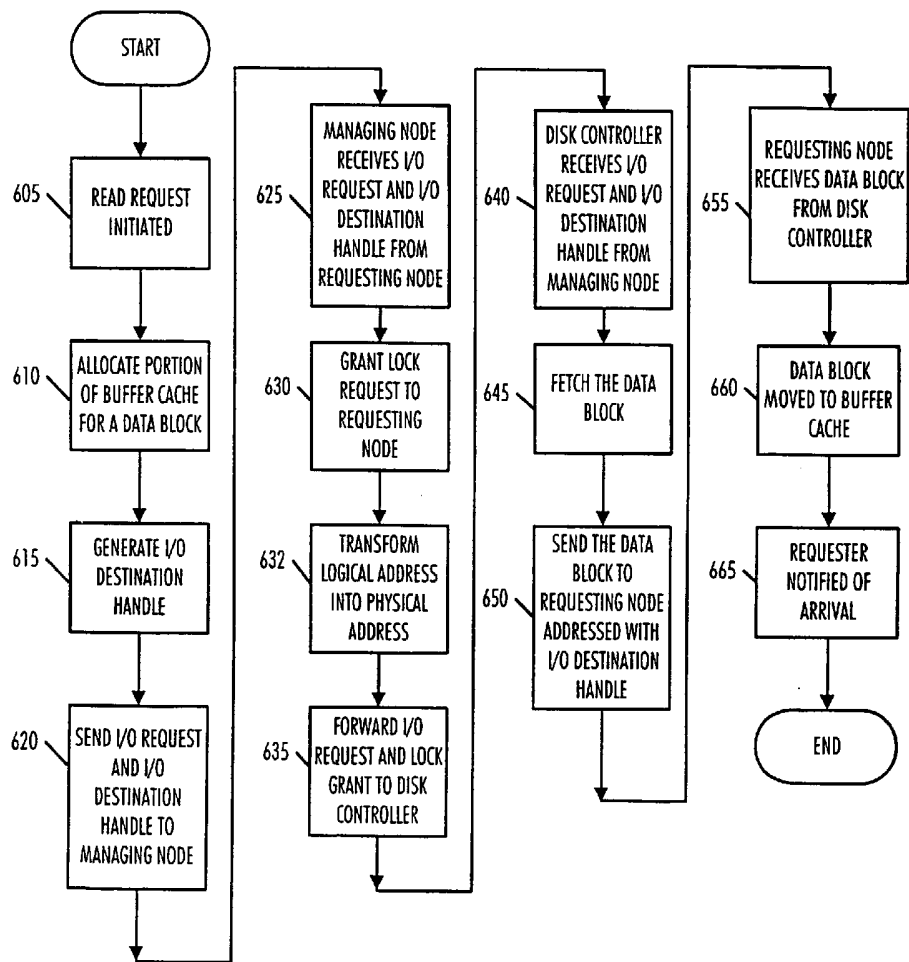 START
605
READ REQUEST
INITIATED
610
ALLOCATE PORTION
OF BUFFER CACHE
FOR A DATA BLOCK
615
GENERATE I/O
DESTINATION
HANDLE
620
SEND I/O REQUEST
AND I/O
DESTINATION
HANDLE TO
MANAGING NODE
625
MANAGING NODE
RECEIVES I/O
REQUEST AND I/O
DESTINATION
HANDLE FROM
REQUESTING NODE
630
GRANT LOCK
REQUEST TO
REQUESTING
NODE
632
TRANSFORM
LOGICAL ADDRESS
INTO PHYSICAL
ADDRESS
635
FORWARD I/O
REQUEST AND LOCK
GRANT TO DISK
CONTROLLER
640
DISK CONTROLLER
RECEIVES I/O
REQUEST AND I/O
DESTINATION
HANDLE FROM
MANAGING NODE
645
FETCH THE DATA
BLOCK
650
SEND THE DATA
BLOCK TO
REQUESTING NODE
ADDRESSED WITH
I/O DESTINATION
HANDLE
655
REQUESTING NODE
RECEIVES DATA BLOCK
FROM DISK
CONTROLLER
660
DATA BLOCK
MOVED TO BUFFER
CACHE
665
REQUESTER
NOTIFIED OF
ARRIVAL
END